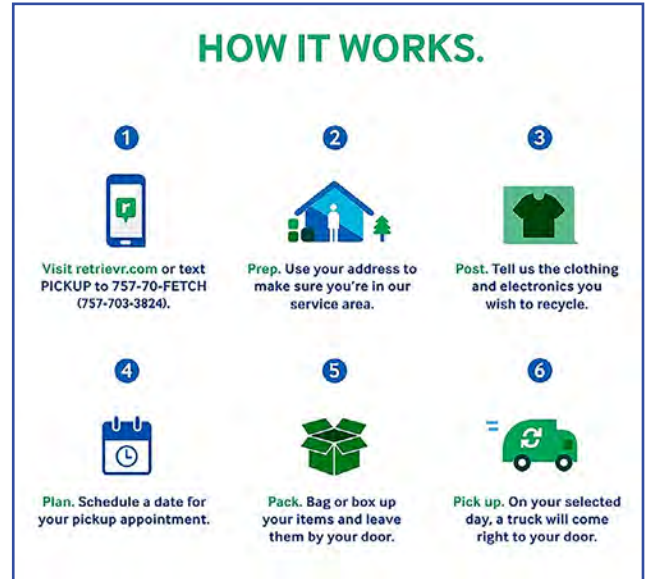 HOW IT WORKS.
1
r
Visit retrievr.com or text
PICKUP to 757-70-FETCH
(757-703-3824).
2
Prep. Use your address to
make sure you're in our
service area.
3
Post. Tell us the clothing
and electronics you
wish to recycle.
4
Plan. Schedule a date for
your pickup appointment.
5
Pack. Bag or box up
your items and leave
them by your door.
6
Pick up. On your selected
day, a truck will come
right to your door.